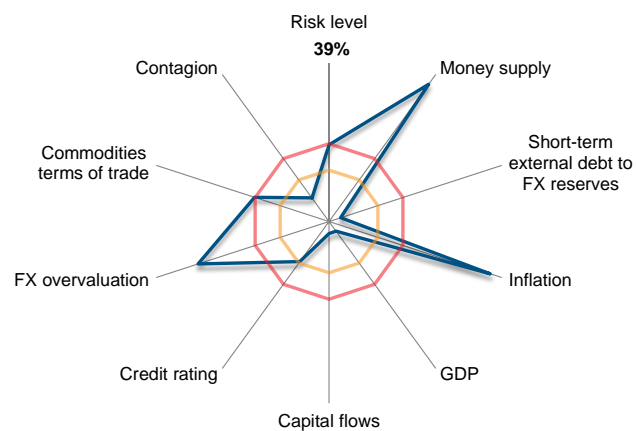 Risk level
39%
Money supply
Short-term
external debt to
FX reserves
Inflation
GDP
Capital flows
Credit rating
FX overvaluation
Commodities
terms of trade
Contagion